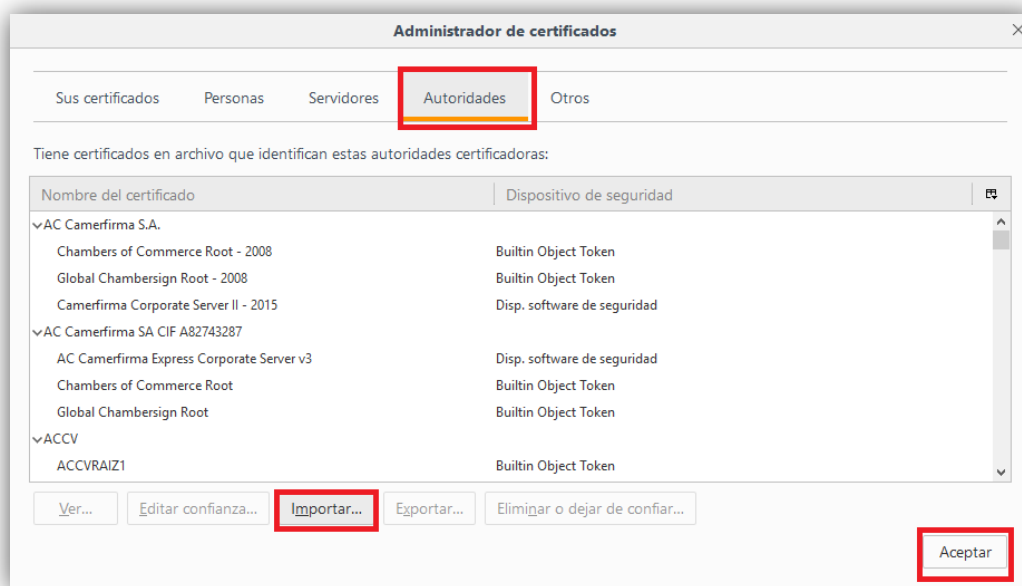 Administrador de certificados
Sus certificados Personas Servidores Autoridades Otros
Tiene certificados en archivo que identifican estas autoridades certificadoras:
Nombre del certificado Dispositivo de seguridad
AC Camerfirma S.A.
Chambers of Commerce Root - 2008 Builtin Object Token
Global Chambersign Root - 2008 Builtin Object Token
Camerfirma Corporate Server II - 2015 Disp. software de seguridad
AC Camerfirma SA CIF A82743287
AC Camerfirma Express Corporate Server v3 Disp. software de seguridad
Chambers of Commerce Root Builtin Object Token
Global Chambersign Root Builtin Object Token
ACCV
ACCVRAIZ1 Builtin Object Token
Ver... Editar confianza... Importar... Exportar... Eliminar o dejar de confiar...
Aceptar